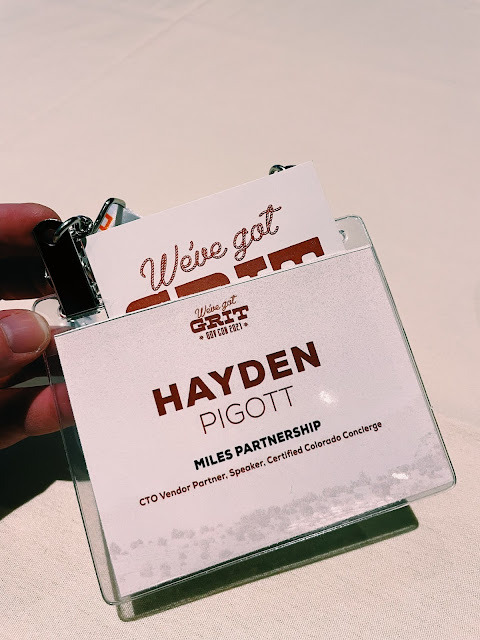 We've got
GRIT
We've got
GRIT
GOV CON 2021
HAYDEN
PIGOTT
MILES PARTNERSHIP
CTO Vendor Partner, Speaker, Certified Colorado Concierge